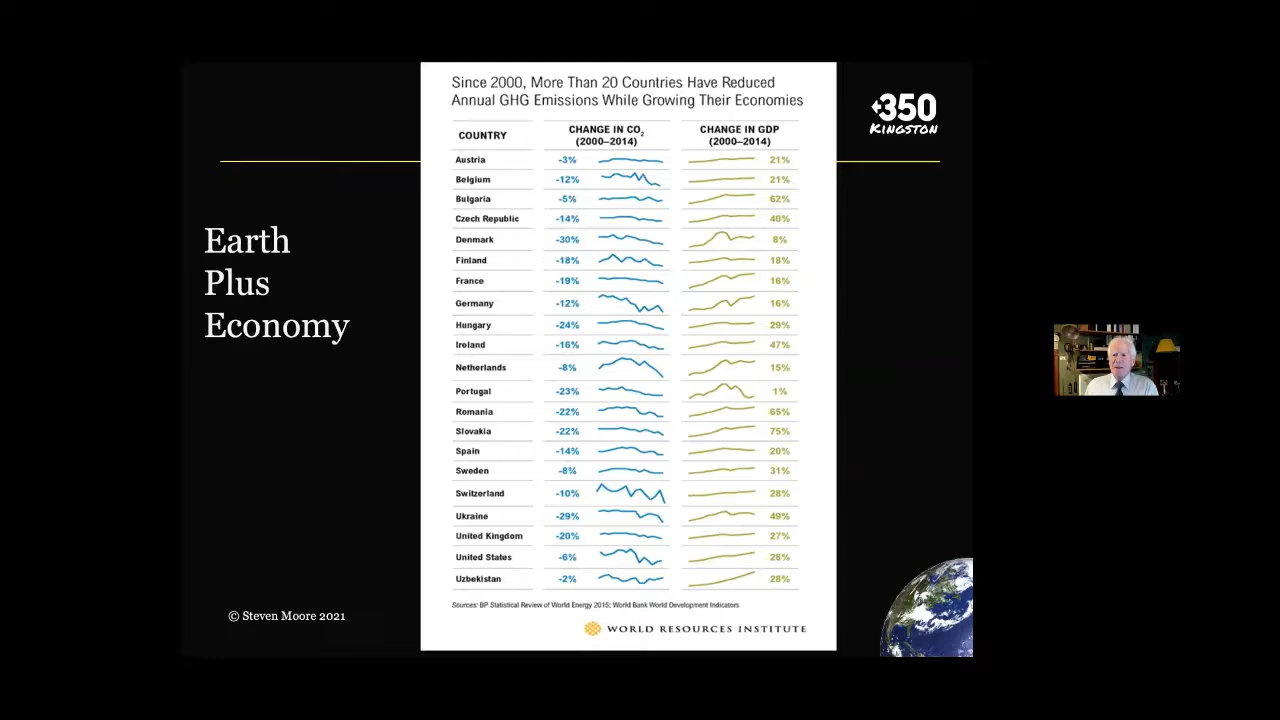 Since 2000, More Than 20 Countries Have Reduced
Annual GHG Emissions While Growing Their Economies
350
KINGSTON
COUNTRY CHANGE IN CO2 (2000–2014) CHANGE IN GDP (2000–2014)
Austria -3% 21%
Belgium -12% 21%
Bulgaria -5% 62%
Czech Republic -14% 40%
Denmark -30% 8%
Finland -18% 18%
France -19% 16%
Germany -12% 16%
Hungary -24% 29%
Ireland -16% 47%
Netherlands -8% 15%
Portugal -23% 1%
Romania -22% 65%
Slovakia -22% 75%
Spain -14% 20%
Sweden -8% 31%
Switzerland -10% 28%
Ukraine -29% 49%
United Kingdom -20% 27%
United States -6% 28%
Uzbekistan -2% 28%
Sources: BP Statistical Review of World Energy 2015; World Bank World Development Indicators
WORLD RESOURCES INSTITUTE
Earth
Plus
Economy
© Steven Moore 2021